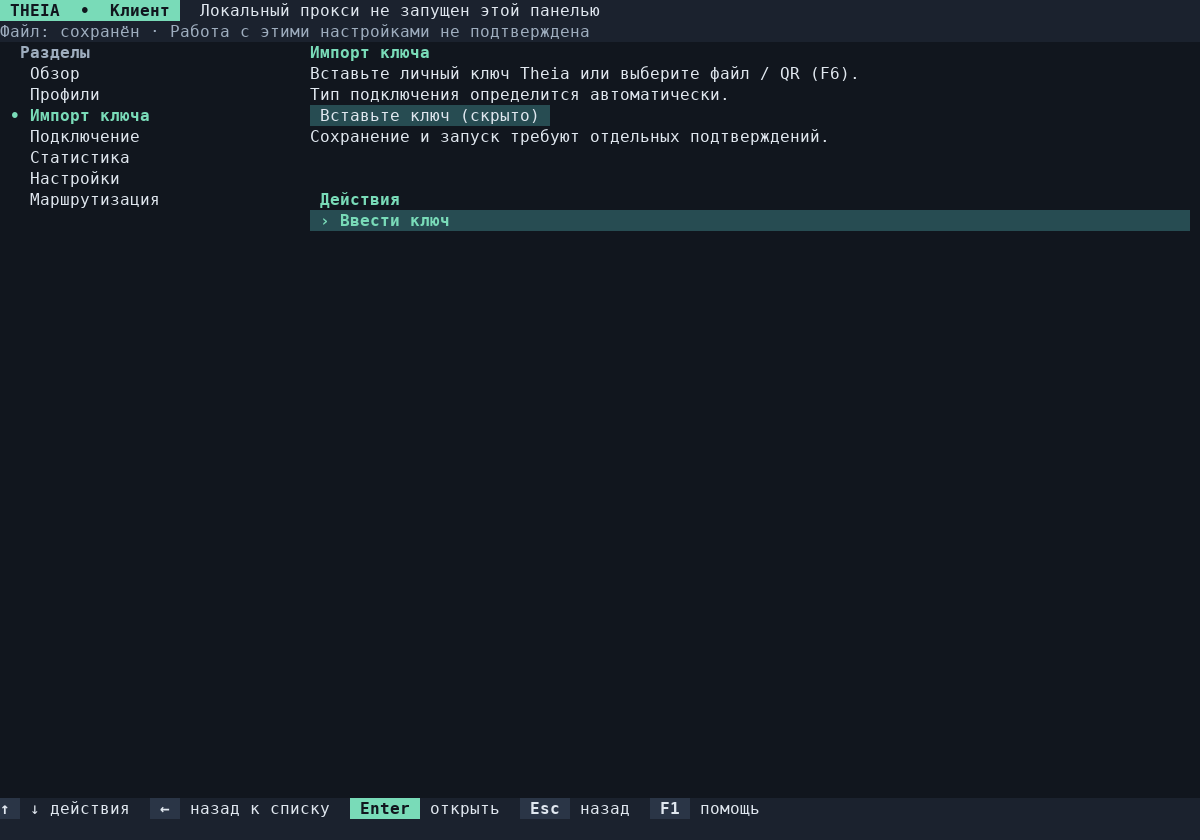 THEIA • Клиент Локальный прокси не запущен этой панелью
Файл: сохранён · Работа с этими настройками не подтверждена
Разделы
Обзор
Профили
• Импорт ключа
Подключение
Статистика
Настройки
Маршрутизация
Импорт ключа
Вставьте личный ключ Theia или выберите файл / QR (F6).
Тип подключения определится автоматически.
Вставьте ключ (скрыто)
Сохранение и запуск требуют отдельных подтверждений.
Действия
› Ввести ключ
↑ ↓ действия ← назад к списку Enter открыть Esc назад F1 помощь